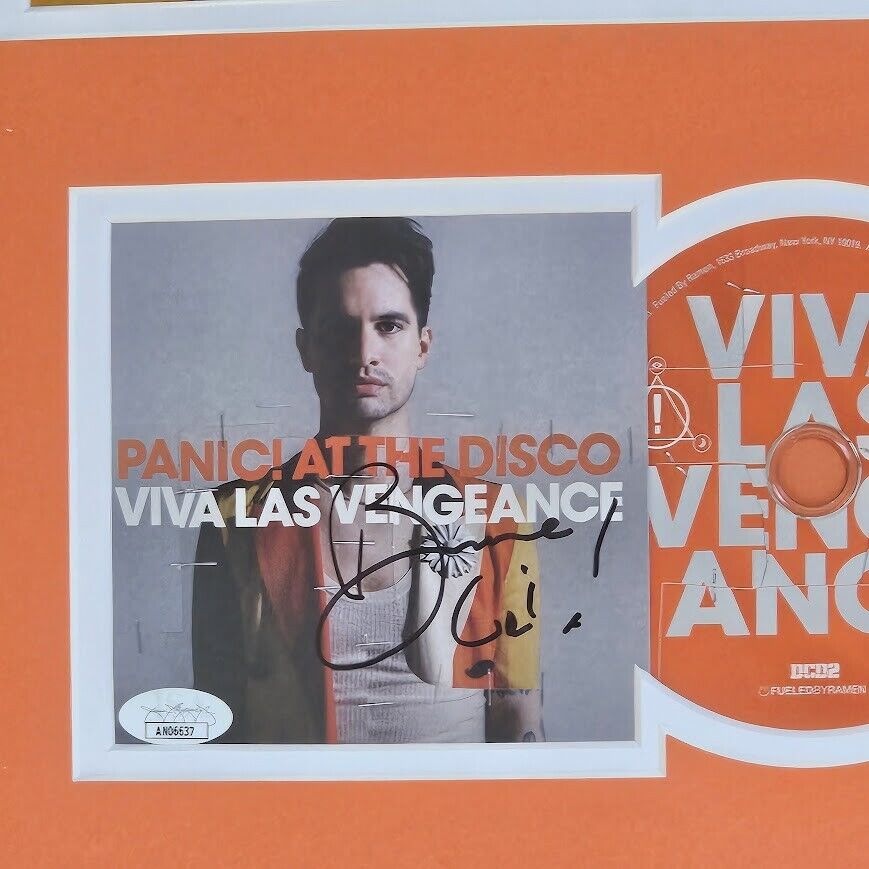 PANIC! AT THE DISCO
VIVA LAS VENGEANCE
AN06637
Fueled By Ramen, 1633 Broadway, New York, NY 10019.
VIVA
LAS
VENG
ANC
DCD2
FUELEDBYRAMEN